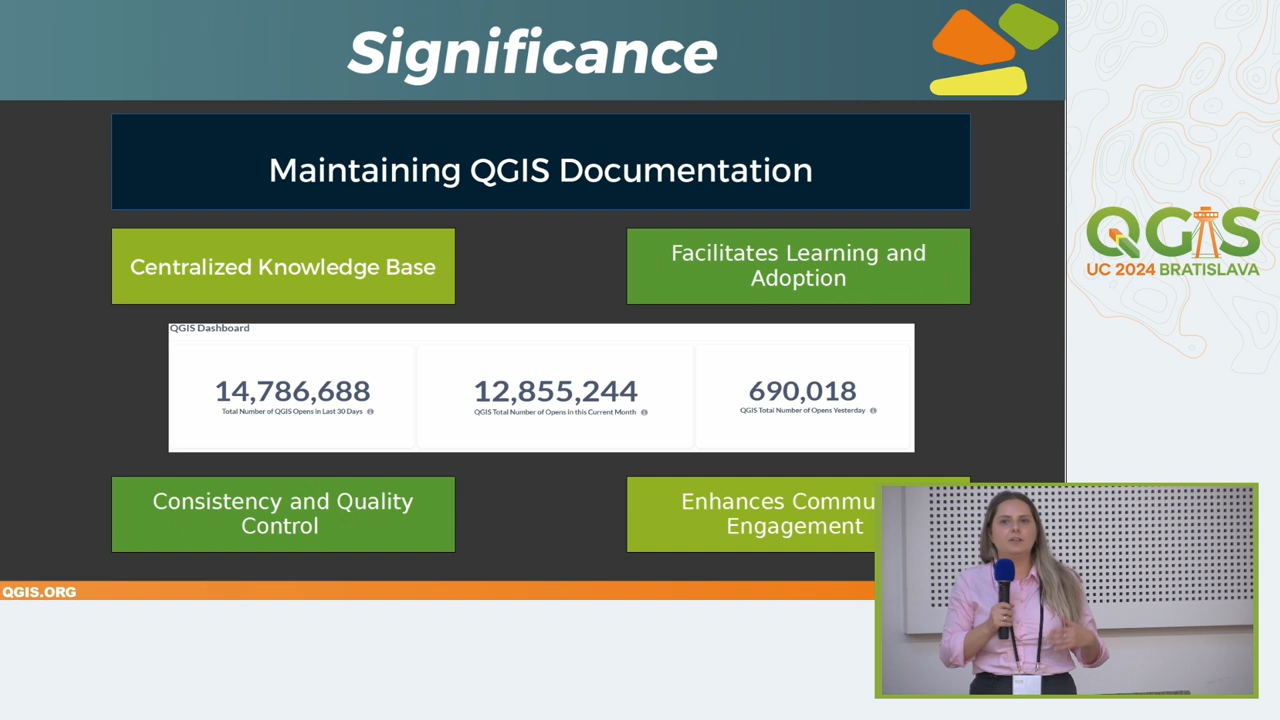 Significance
Maintaining QGIS Documentation
Centralized Knowledge Base
Facilitates Learning and
Adoption
QGIS Dashboard
14,786,688
Total Number of QGIS Opens in Last 30 Days
12,855,244
QGIS Total Number of Opens in this Current Month
690,018
QGIS Total Number of Opens Yesterday
Consistency and Quality
Control
Enhances Commu
Engagement
QGIS.ORG
QGIS
UC 2024 BRATISLAVA